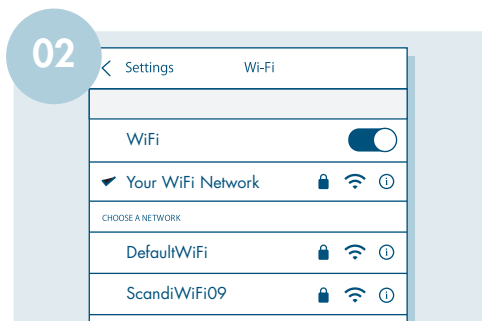 02
Settings Wi-Fi
WiFi
Your WiFi Network
CHOOSE A NETWORK
DefaultWiFi
ScandiWiFi09